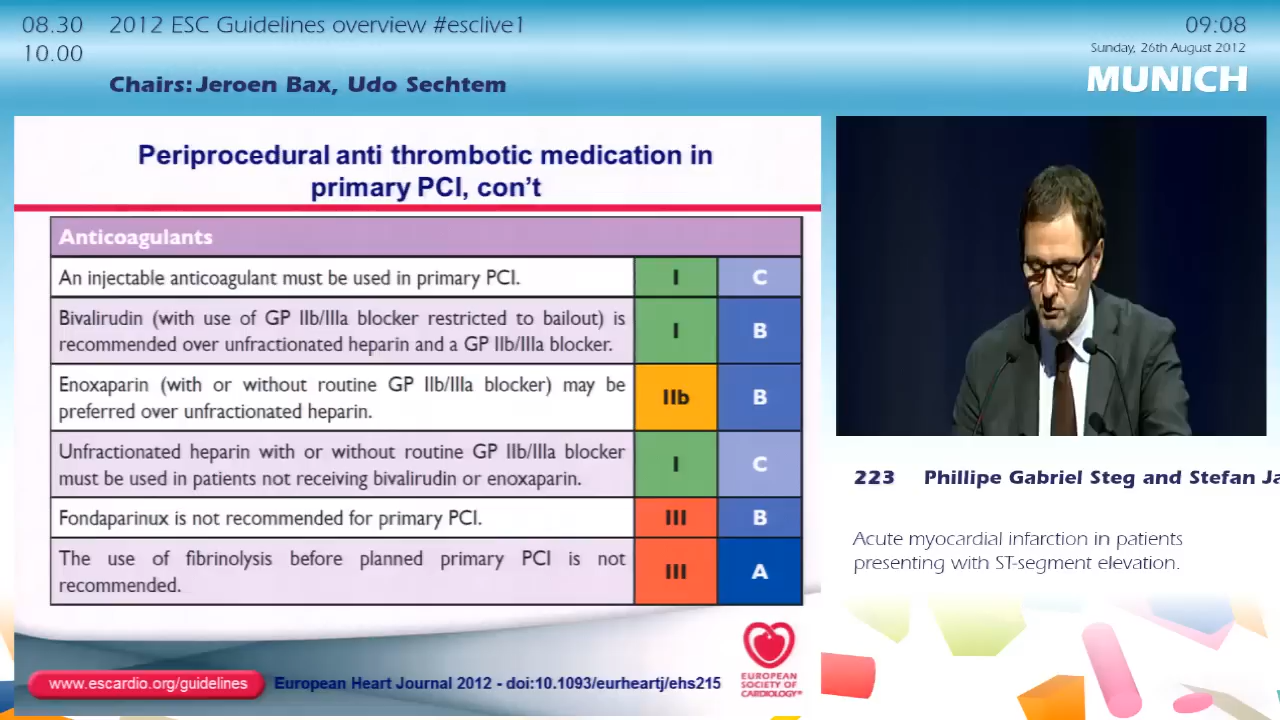 08.30
10.00
2012 ESC Guidelines overview #esclive1
Chairs: Jeroen Bax, Udo Sechtem
09:08
Sunday, 26th August 2012
MUNICH
Periprocedural anti thrombotic medication in
primary PCI, con’t
Anticoagulants
An injectable anticoagulant must be used in primary PCI. I C
Bivalirudin (with use of GP IIb/IIIa blocker restricted to bailout) is
recommended over unfractionated heparin and a GP IIb/IIIa blocker. I B
Enoxaparin (with or without routine GP IIb/IIIa blocker) may be
preferred over unfractionated heparin. IIb B
Unfractionated heparin with or without routine GP IIb/IIIa blocker
must be used in patients not receiving bivalirudin or enoxaparin. I C
Fondaparinux is not recommended for primary PCI. III B
The use of fibrinolysis before planned primary PCI is not
recommended. III A
www.escardio.org/guidelines
European Heart Journal 2012 - doi:10.1093/eurheartj/ehs215
EUROPEAN
SOCIETY OF
CARDIOLOGY®
223 Phillipe Gabriel Steg and Stefan Ja
Acute myocardial infarction in patients
presenting with ST-segment elevation.